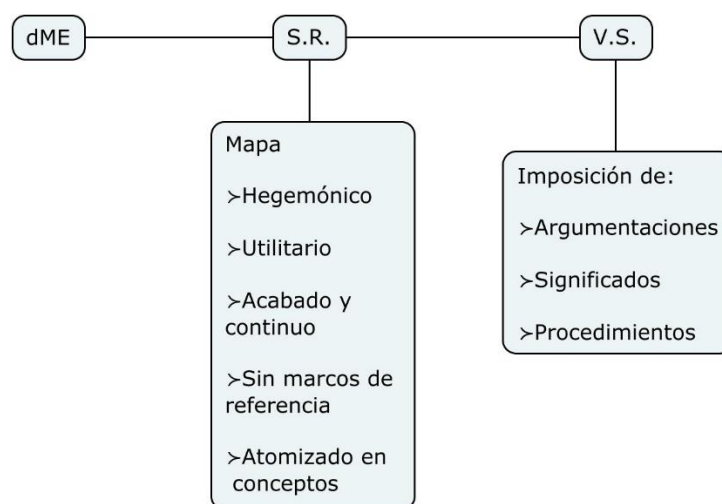 dME
S.R.
V.S.
Mapa
≻Hegemónico
≻Utilitario
≻Acabado y
continuo
≻Sin marcos de
referencia
≻Atomizado en
conceptos
Imposición de:
≻Argumentaciones
≻Significados
≻Procedimientos